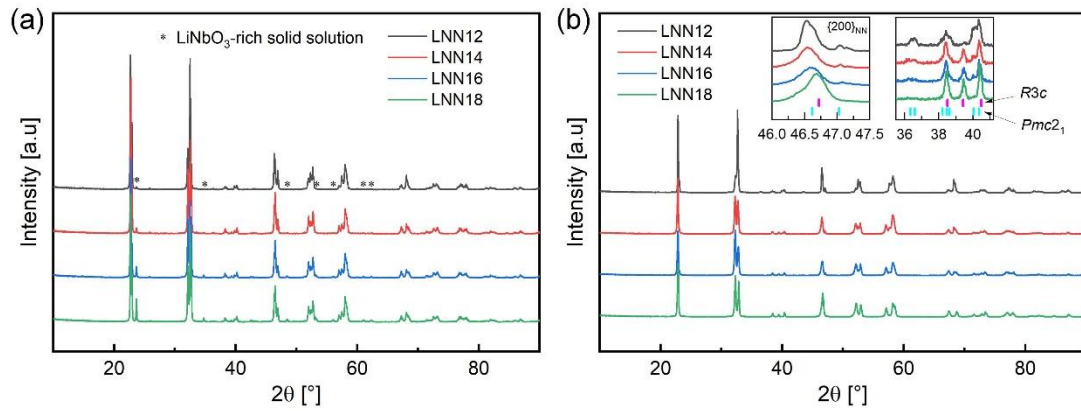 (a)
* LiNbO₃-rich solid solution
LNN12
LNN14
LNN16
LNN18
*
* * * * **
Intensity [a.u]
20 40 60 80
2θ [°]
(b)
LNN12
LNN14
LNN16
LNN18
{200}NN
46.0 46.5 47.0 47.5
36 38 40
R3c
Pmc2₁
Intensity [a.u]
20 40 60 80
2θ [°]